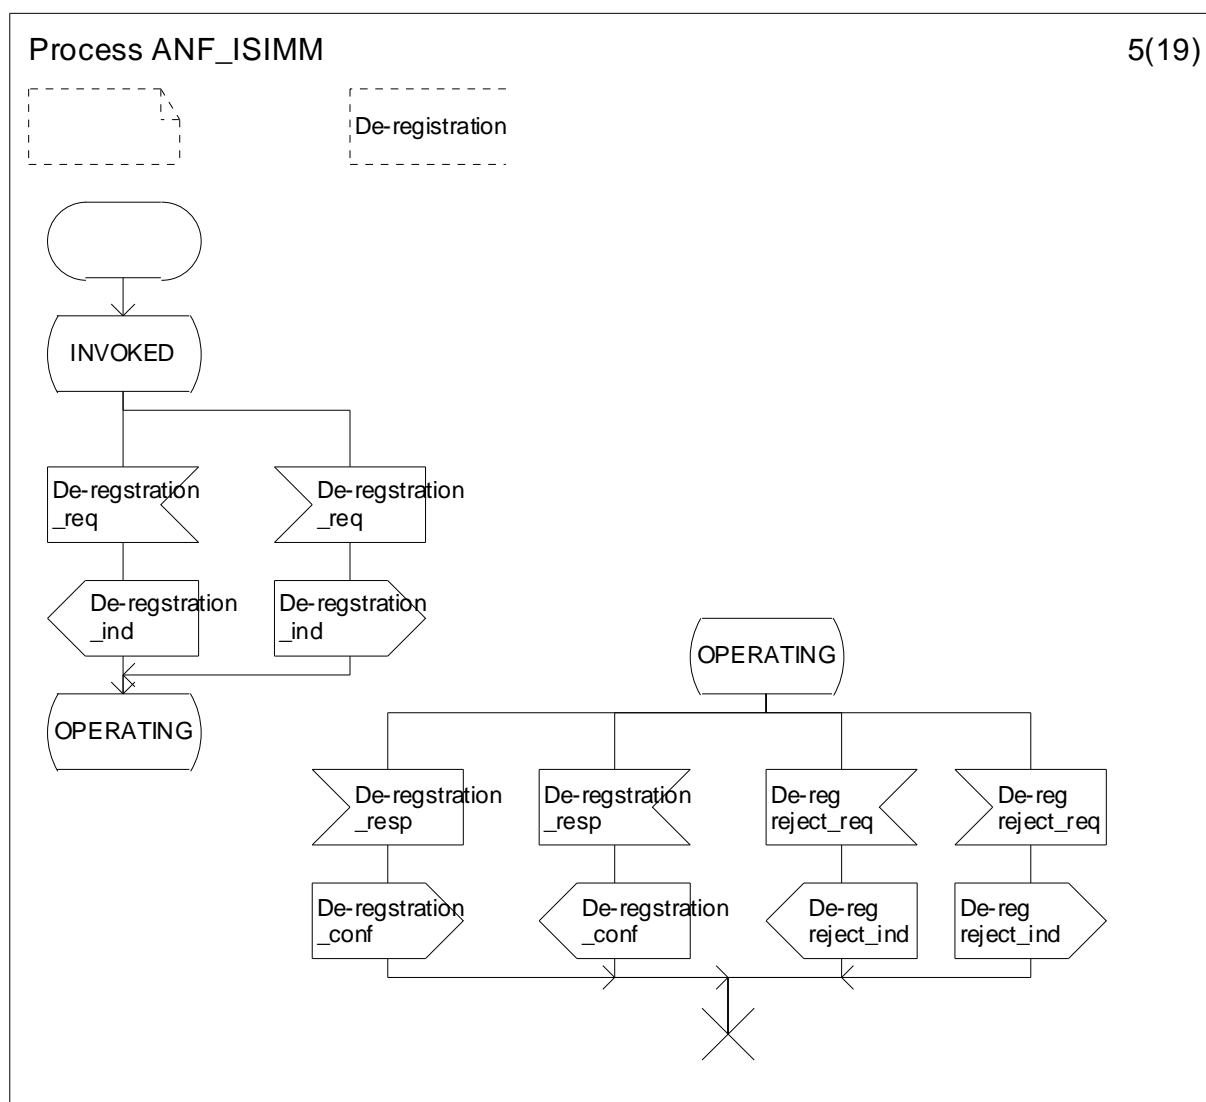 Process ANF_ISIMM
5(19)
De-registration
INVOKED
De-regstration
_req
De-regstration
_req
De-regstration
_ind
De-regstration
_ind
OPERATING
OPERATING
De-regstration
_resp
De-regstration
_resp
De-reg
reject_req
De-reg
reject_req
De-regstration
_conf
De-regstration
_conf
De-reg
reject_ind
De-reg
reject_ind